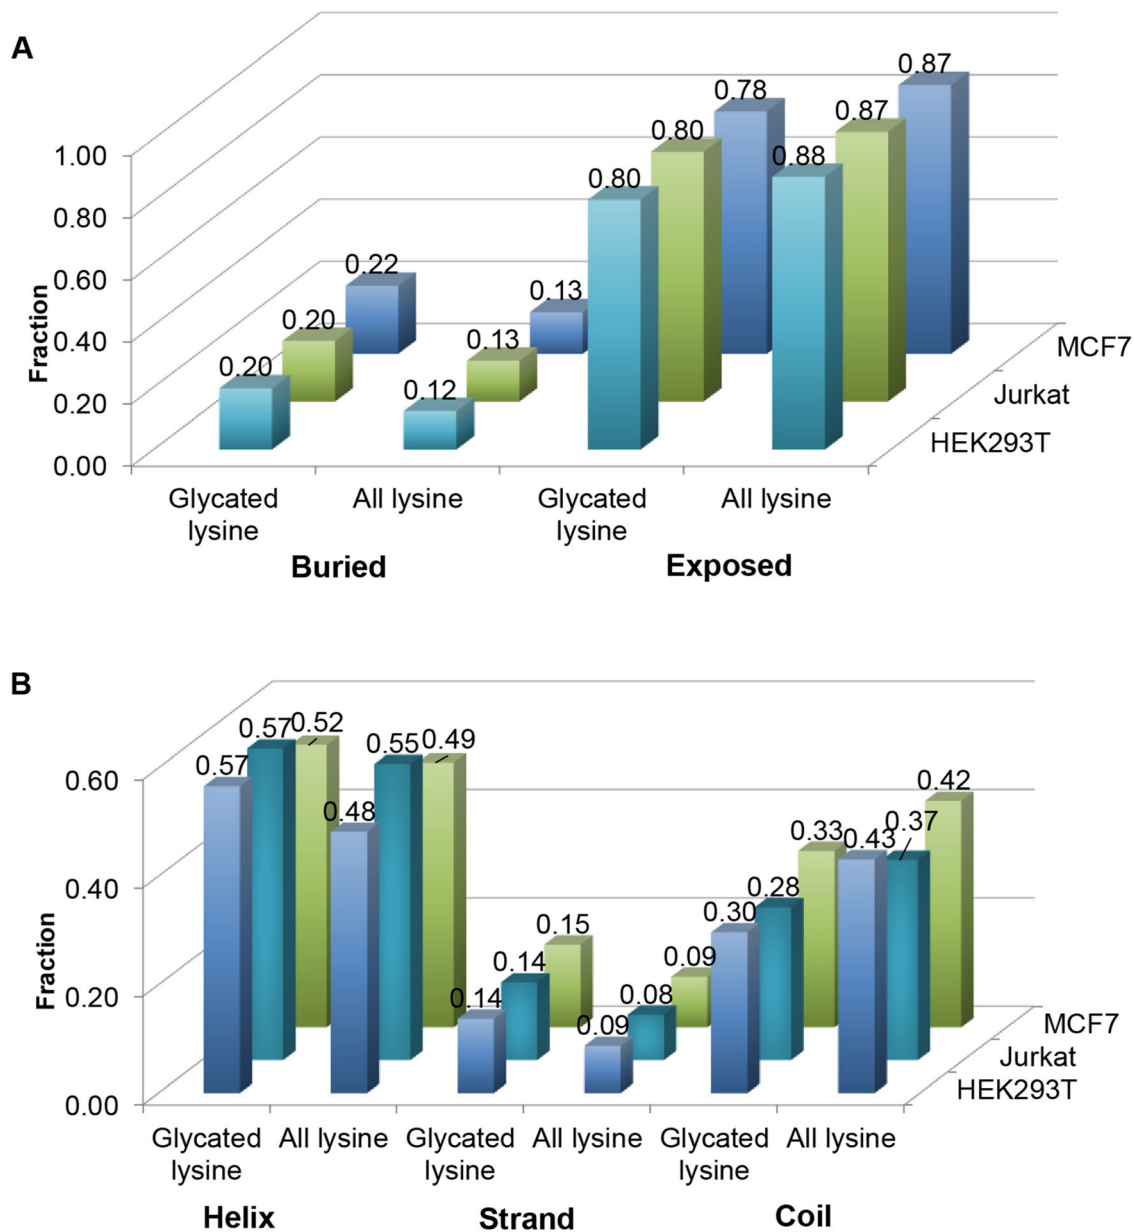 A
Fraction
1.00
0.80
0.60
0.40
0.20
0.00
0.20 0.20 0.22
0.12 0.13 0.13
0.80 0.80 0.78
0.88 0.87 0.87
MCF7
Jurkat
HEK293T
Glycated lysine
All lysine
Glycated lysine
All lysine
Buried Exposed
B
Fraction
0.60
0.40
0.20
0.00
0.57 0.57 0.52
0.48 0.55 0.49
0.14 0.14 0.15
0.09 0.08 0.09
0.30 0.28 0.33
0.43 0.37 0.42
MCF7
Jurkat
HEK293T
Glycated lysine
All lysine
Glycated lysine
All lysine
Glycated lysine
All lysine
Helix Strand Coil